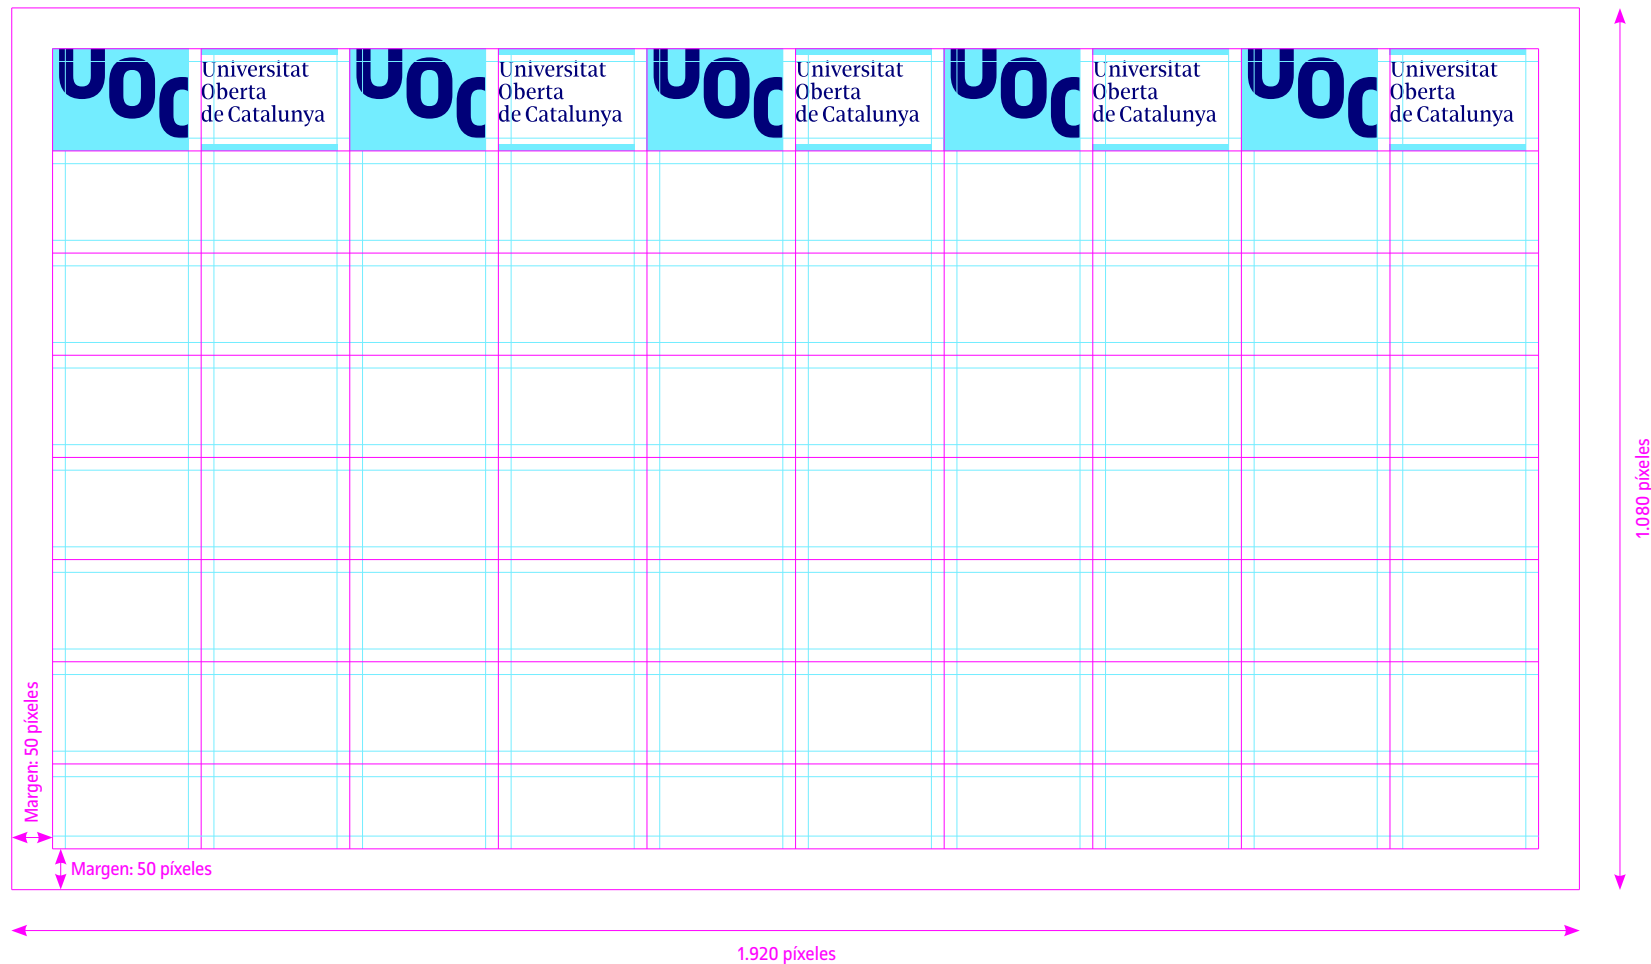 UOC Universitat UOC Universitat UOC Universitat UOC Universitat UOC Universitat
Oberta Oberta Oberta Oberta Oberta
de Catalunya de Catalunya de Catalunya de Catalunya de Catalunya
1.080 píxeles
Margen: 50 píxeles
Margen: 50 píxeles
1.920 píxeles